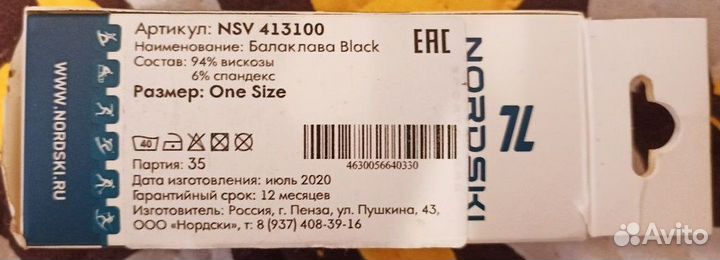 Артикул: NSV 413100
Наименование: Балаклава Black
Состав: 94% вискозы
6% спандекс
Размер: One Size
EAC
40
4630056640330
Партия: 35
Дата изготовления: июль 2020
Гарантийный срок: 12 месяцев
Изготовитель: Россия, г. Пенза, ул. Пушкина, 43,
ООО «Нордски», т: 8 (937) 408-39-16
WWW.NORDSKI.RU
NORDSKI
Avito